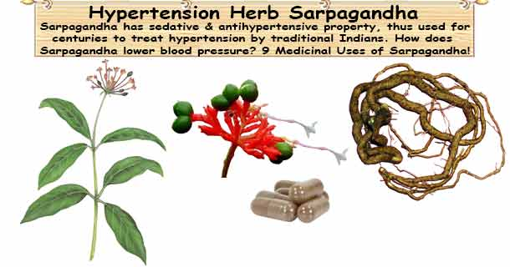 Hypertension Herb Sarpagandha
Sarpagandha has sedative & antihypertensive property, thus used for
centuries to treat hypertension by traditional Indians. How does
Sarpagandha lower blood pressure? 9 Medicinal Uses of Sarpagandha!